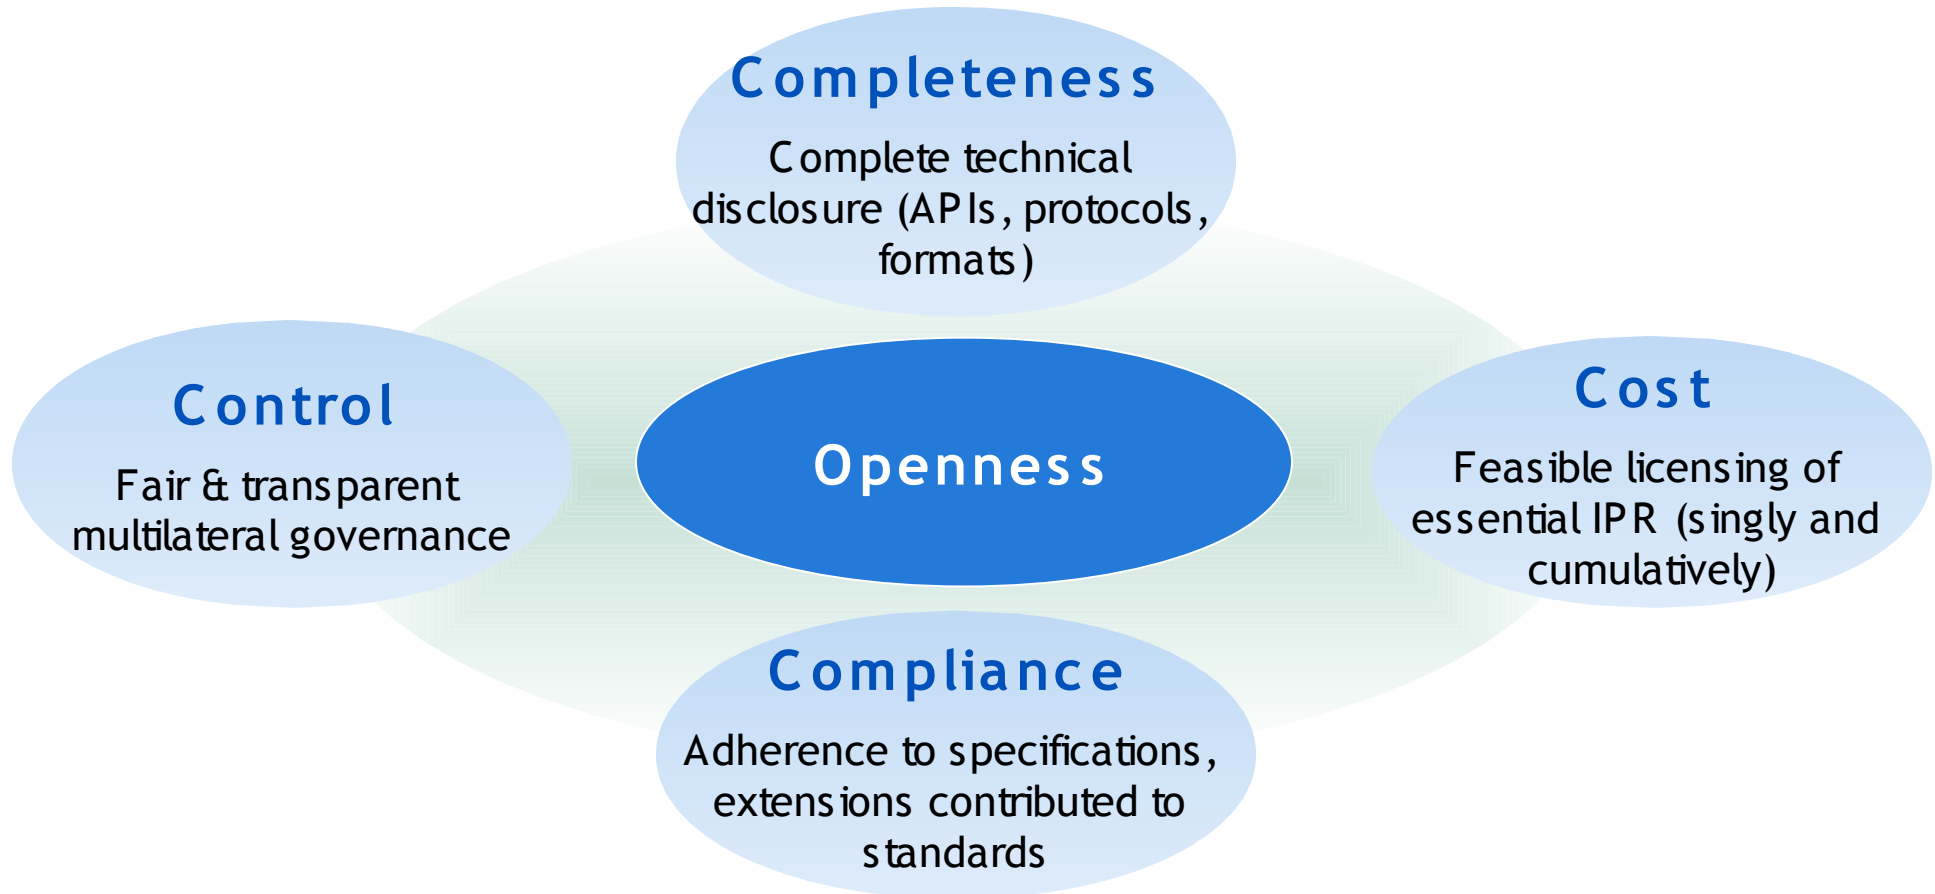 Completeness
Complete technical
disclosure (APIs, protocols,
formats)
Control
Fair & transparent
multilateral governance
Openness
Cost
Feasible licensing of
essential IPR (singly and
cumulatively)
Compliance
Adherence to specifications,
extensions contributed to
standards